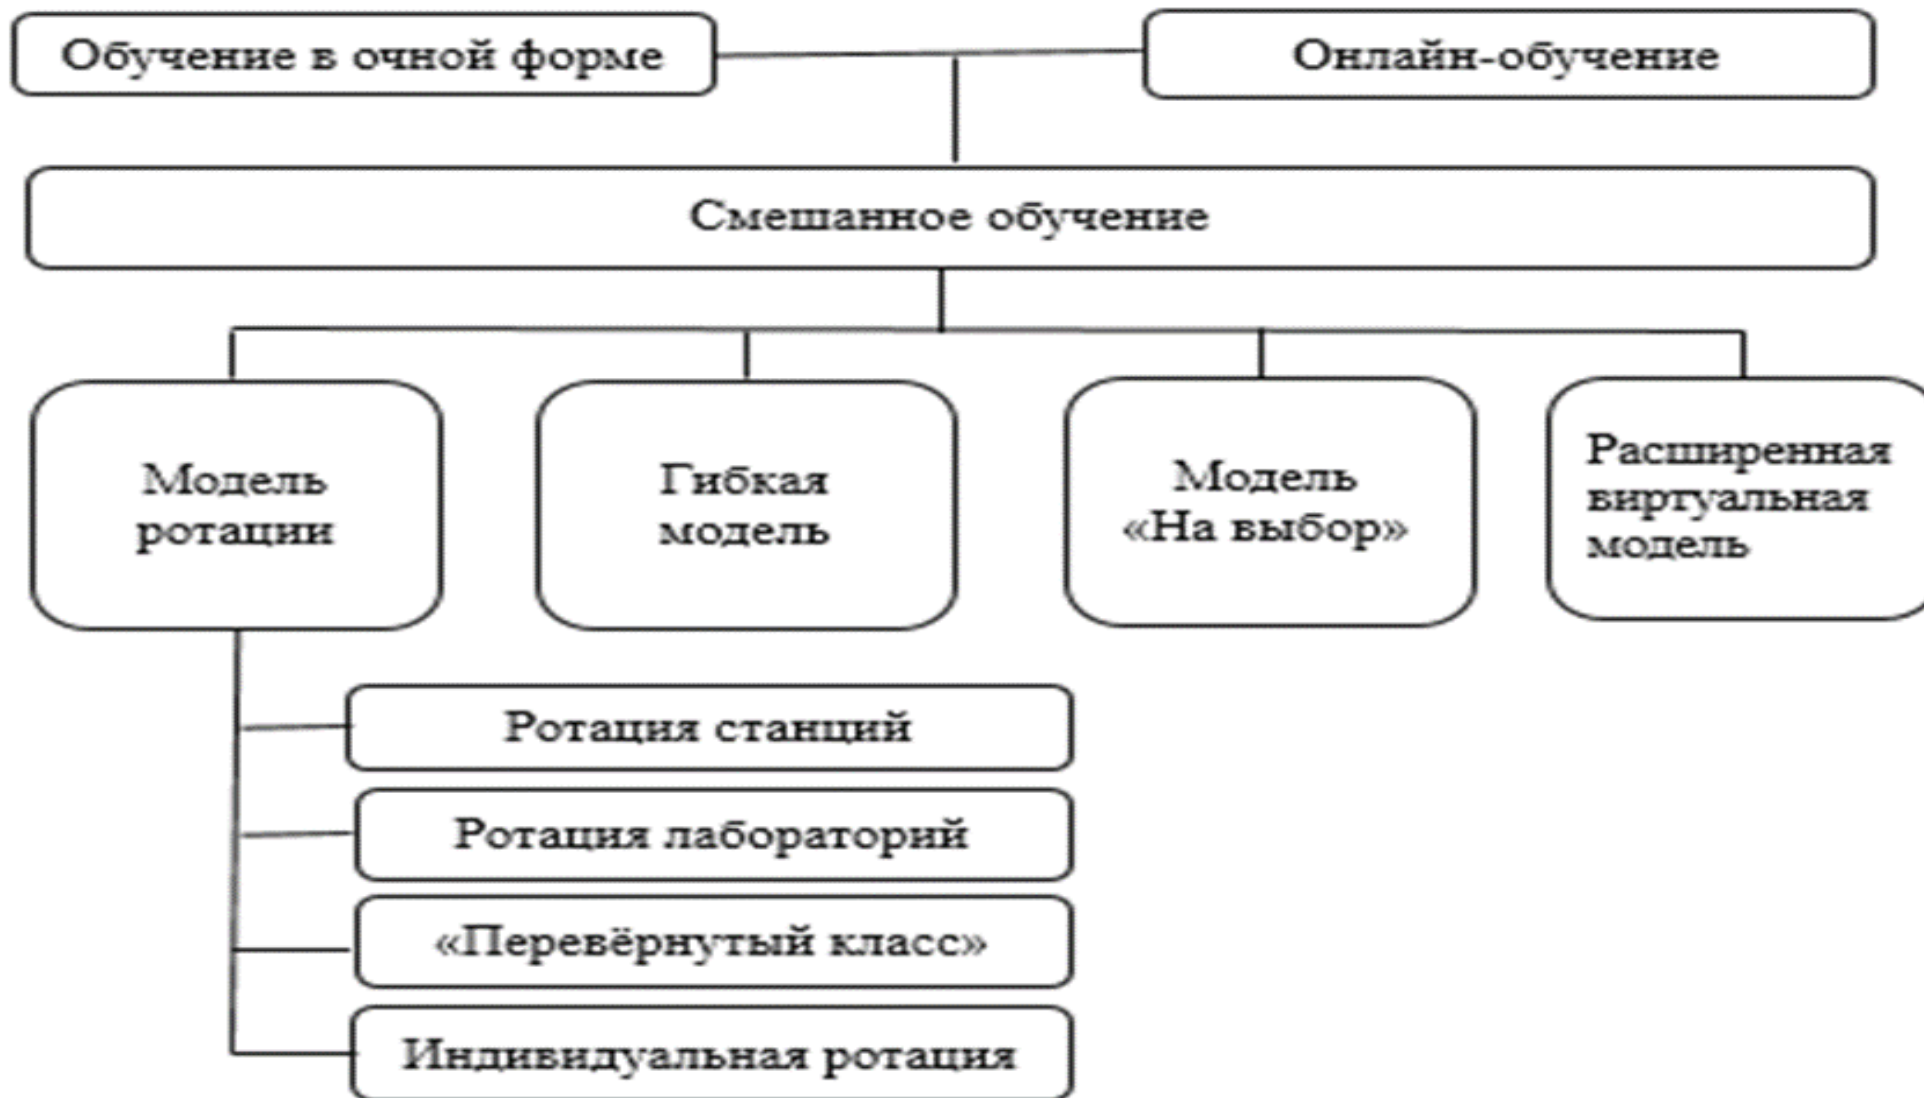 Обучение в очной форме
Онлайн-обучение
Смешанное обучение
Модель
ротации
Гибкая
модель
Модель
«На выбор»
Расширенная
виртуальная
модель
Ротация станций
Ротация лабораторий
«Перевёрнутый класс»
Индивидуальная ротация